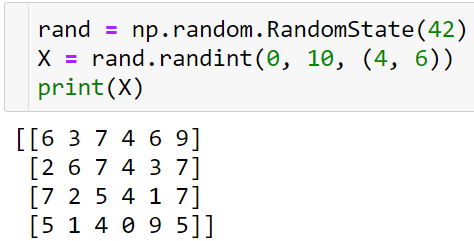 rand = np.random.RandomState(42)
X = rand.randint(0, 10, (4, 6))
print(X)
[[6 3 7 4 6 9]
[2 6 7 4 3 7]
[7 2 5 4 1 7]
[5 1 4 0 9 5]]